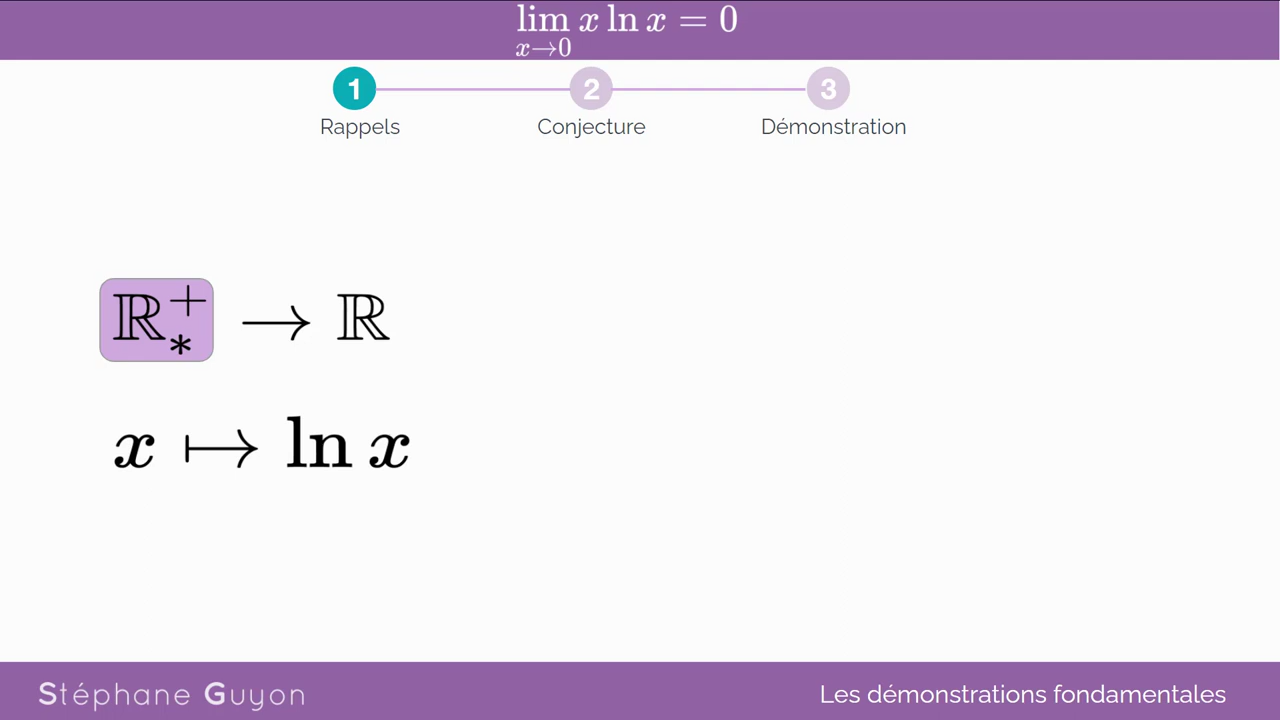 lim x ln x = 0
x→0
1 2 3
Rappels Conjecture Démonstration
ℝ⁺* → ℝ
x ↦ ln x
Stéphane Guyon Les démonstrations fondamentales